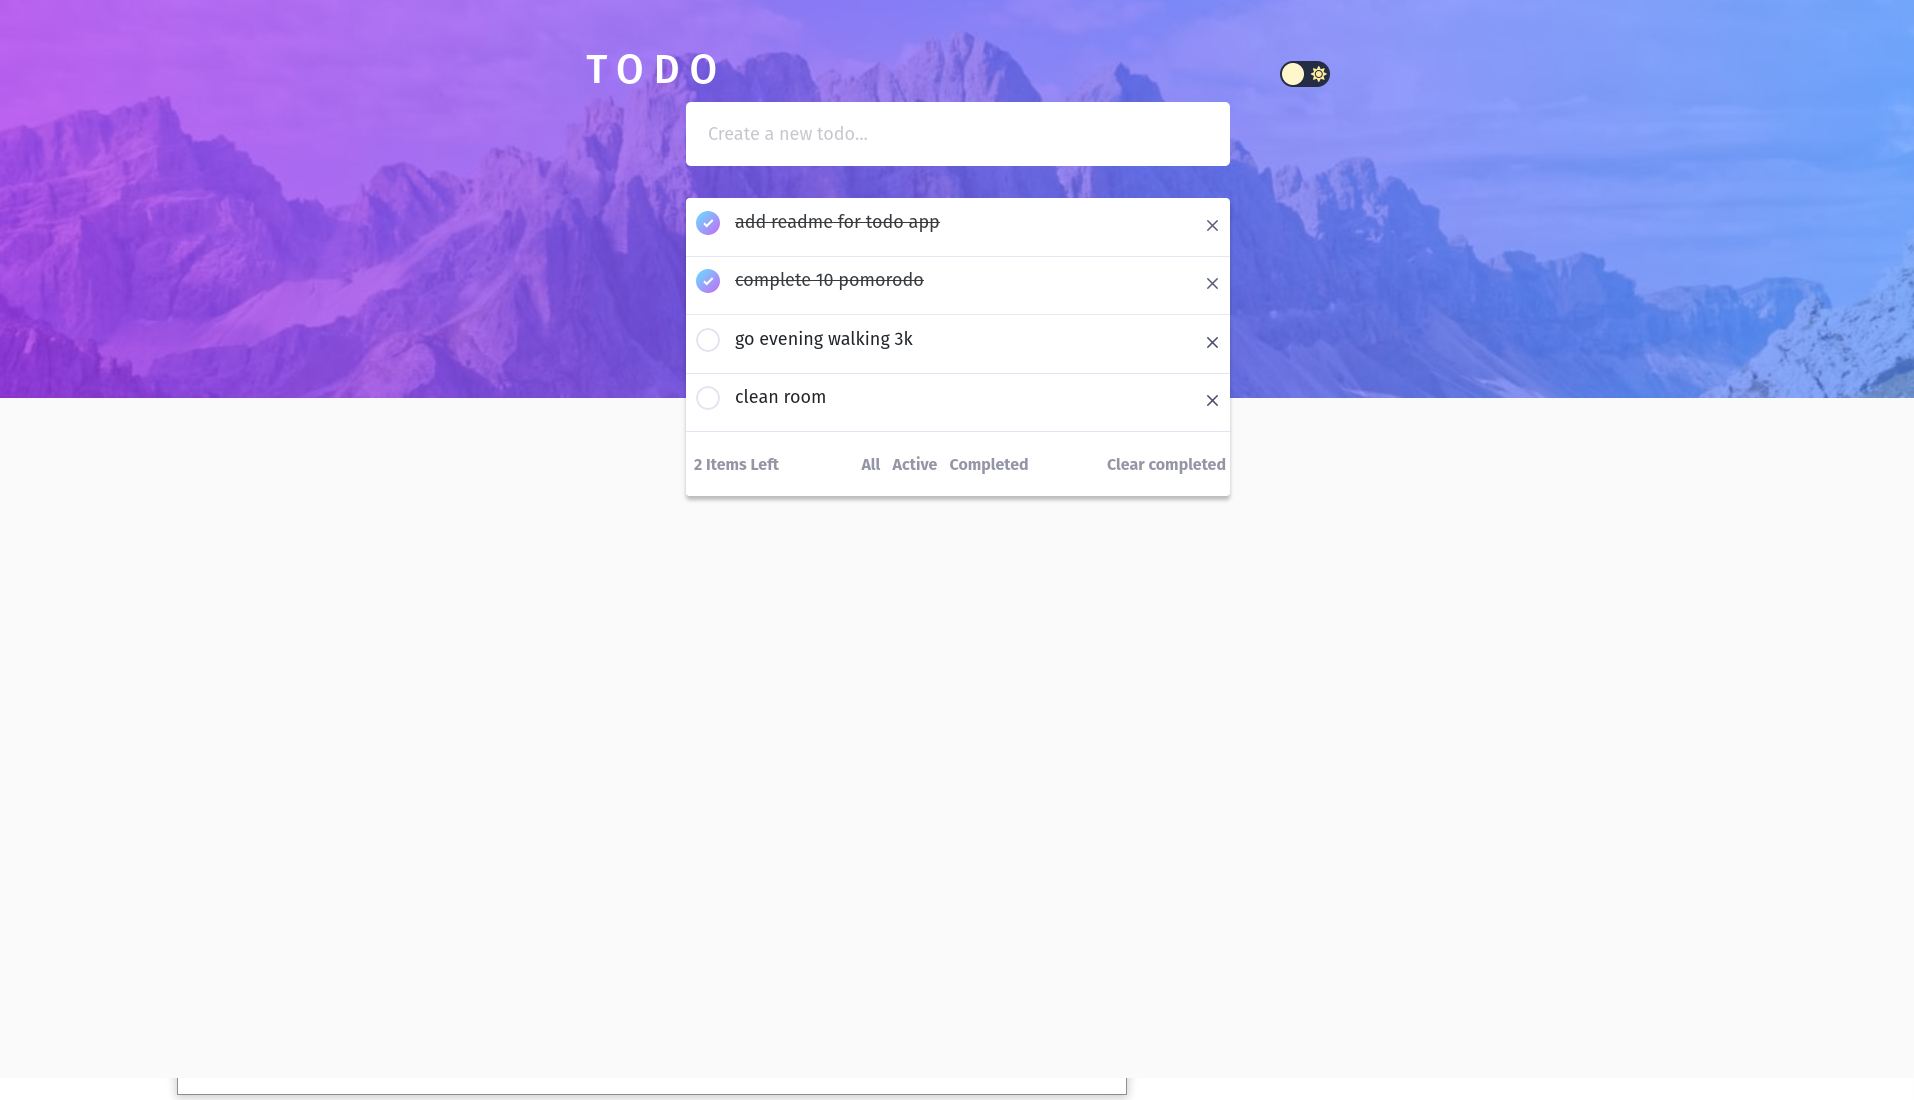 TODO
Create a new todo...
add readme for todo app
complete 10 pomorodo
go evening walking 3k
clean room
2 Items Left All Active Completed Clear completed